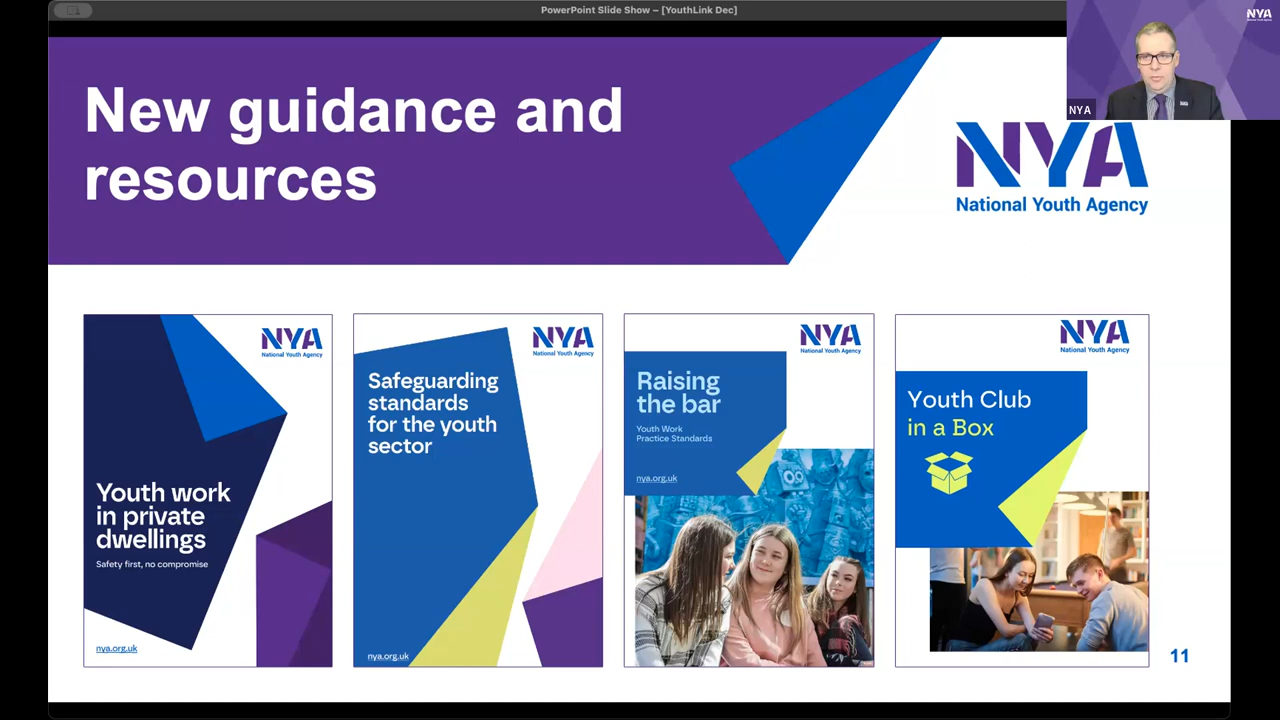 PowerPoint Slide Show – [YouthLink Dec]
NYA
NYA
New guidance and
resources
NYA
National Youth Agency
NYA
National Youth Agency
Youth work
in private
dwellings
Safety first, no compromise
nya.org.uk
NYA
National Youth Agency
Safeguarding
standards
for the youth
sector
nya.org.uk
NYA
National Youth Agency
Raising
the bar
Youth Work
Practice Standards
nya.org.uk
NYA
National Youth Agency
Youth Club
in a Box
11